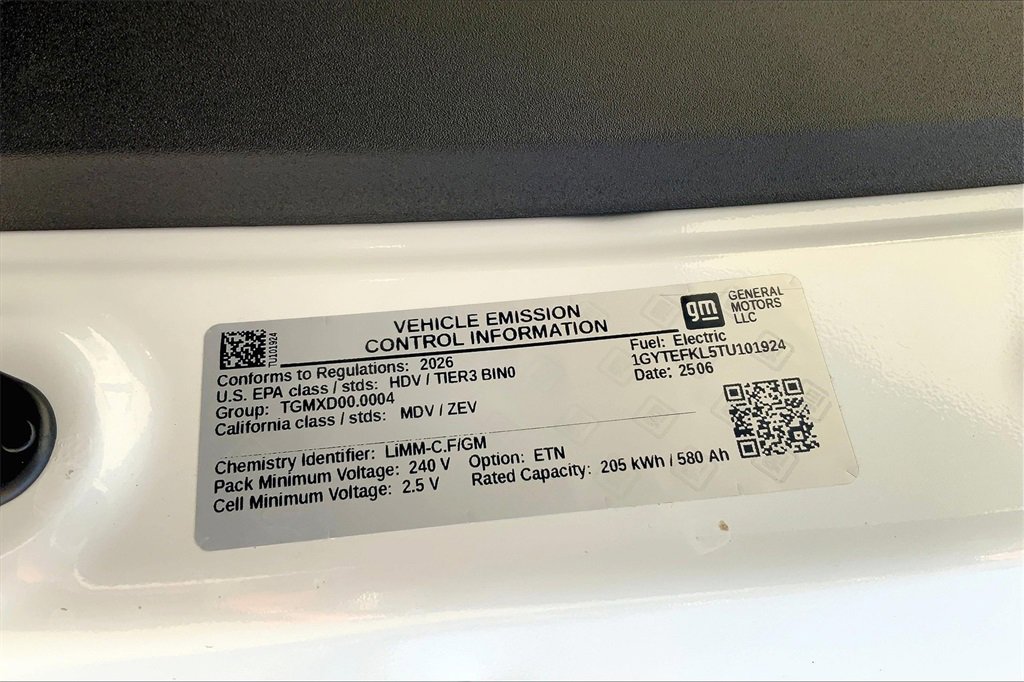 TU101924
VEHICLE EMISSION
CONTROL INFORMATION
gm
GENERAL
MOTORS
LLC
Conforms to Regulations: 2026
U.S. EPA class / stds: HDV / TIER3 BIN0
Group: TGMXD00.0004
California class / stds: MDV / ZEV
Fuel: Electric
1GYTEFKL5TU101924
Date: 25 06
Chemistry Identifier: LiMM-C.F/GM
Pack Minimum Voltage: 240 V Option: ETN
Cell Minimum Voltage: 2.5 V Rated Capacity: 205 kWh / 580 Ah